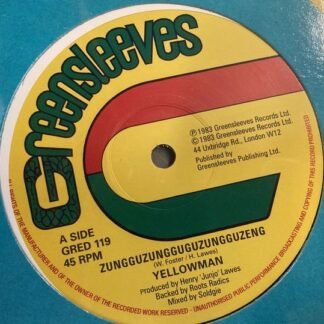 Greensleeves
℗1983 Greensleeves Records Ltd.
©1983 Greensleeves Records Ltd.
44 Uxbridge Rd., London W12
Published by
Greensleeves Publishing Ltd.
A SIDE
GRED 119
45 RPM
ZUNGGUZUNGGUGUZUNGGUZENG
(W. Foster / H. Lawes)
YELLOWMAN
Produced by Henry 'Junjo' Lawes
Backed by Roots Radics
Mixed by Soldgie
ALL RIGHTS OF THE MANUFACTURER AND OF THE OWNER OF THE RECORDED WORK RESERVED. UNAUTHORISED PUBLIC PERFORMANCE BROADCASTING AND COPYING OF THIS RECORD PROHIBITED